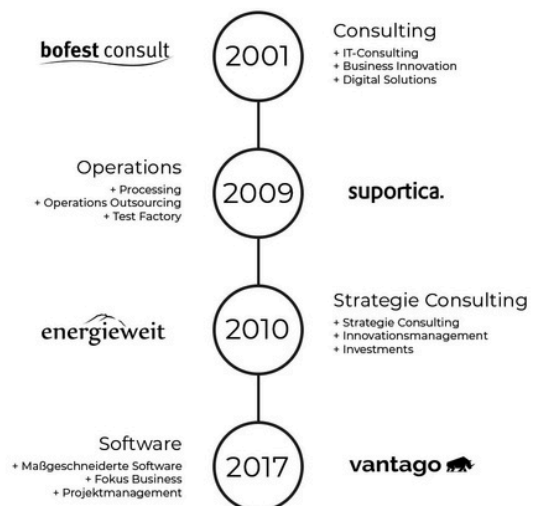 bofest consult
2001
Consulting
+ IT-Consulting
+ Business Innovation
+ Digital Solutions
Operations
+ Processing
+ Operations Outsourcing
+ Test Factory
2009
suportica.
energieweit
2010
Strategie Consulting
+ Strategie Consulting
+ Innovationsmanagement
+ Investments
Software
+ Maßgeschneiderte Software
+ Fokus Business
+ Projektmanagement
2017
vantago